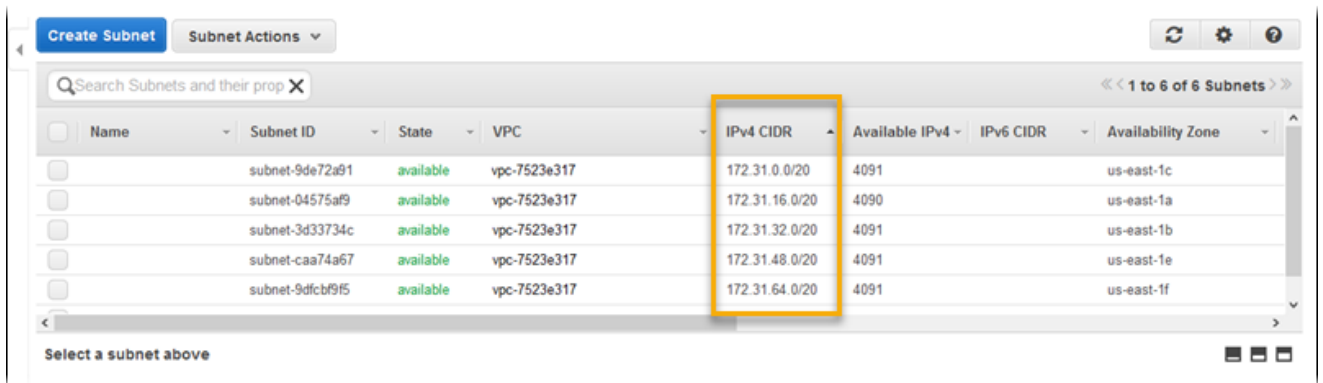 Create Subnet Subnet Actions
Search Subnets and their prop 1 to 6 of 6 Subnets
Name Subnet ID State VPC IPv4 CIDR Available IPv4 IPv6 CIDR Availability Zone
subnet-9de72a91 available vpc-7523e317 172.31.0.0/20 4091 us-east-1c
subnet-04575af9 available vpc-7523e317 172.31.16.0/20 4090 us-east-1a
subnet-3d33734c available vpc-7523e317 172.31.32.0/20 4091 us-east-1b
subnet-caa74a67 available vpc-7523e317 172.31.48.0/20 4091 us-east-1e
subnet-9dfcbf9f5 available vpc-7523e317 172.31.64.0/20 4091 us-east-1f
Select a subnet above